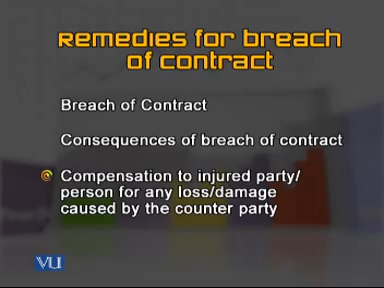 Remedies for breach
of contract
Breach of Contract
Consequences of breach of contract
Compensation to injured party/
person for any loss/damage
caused by the counter party
VU